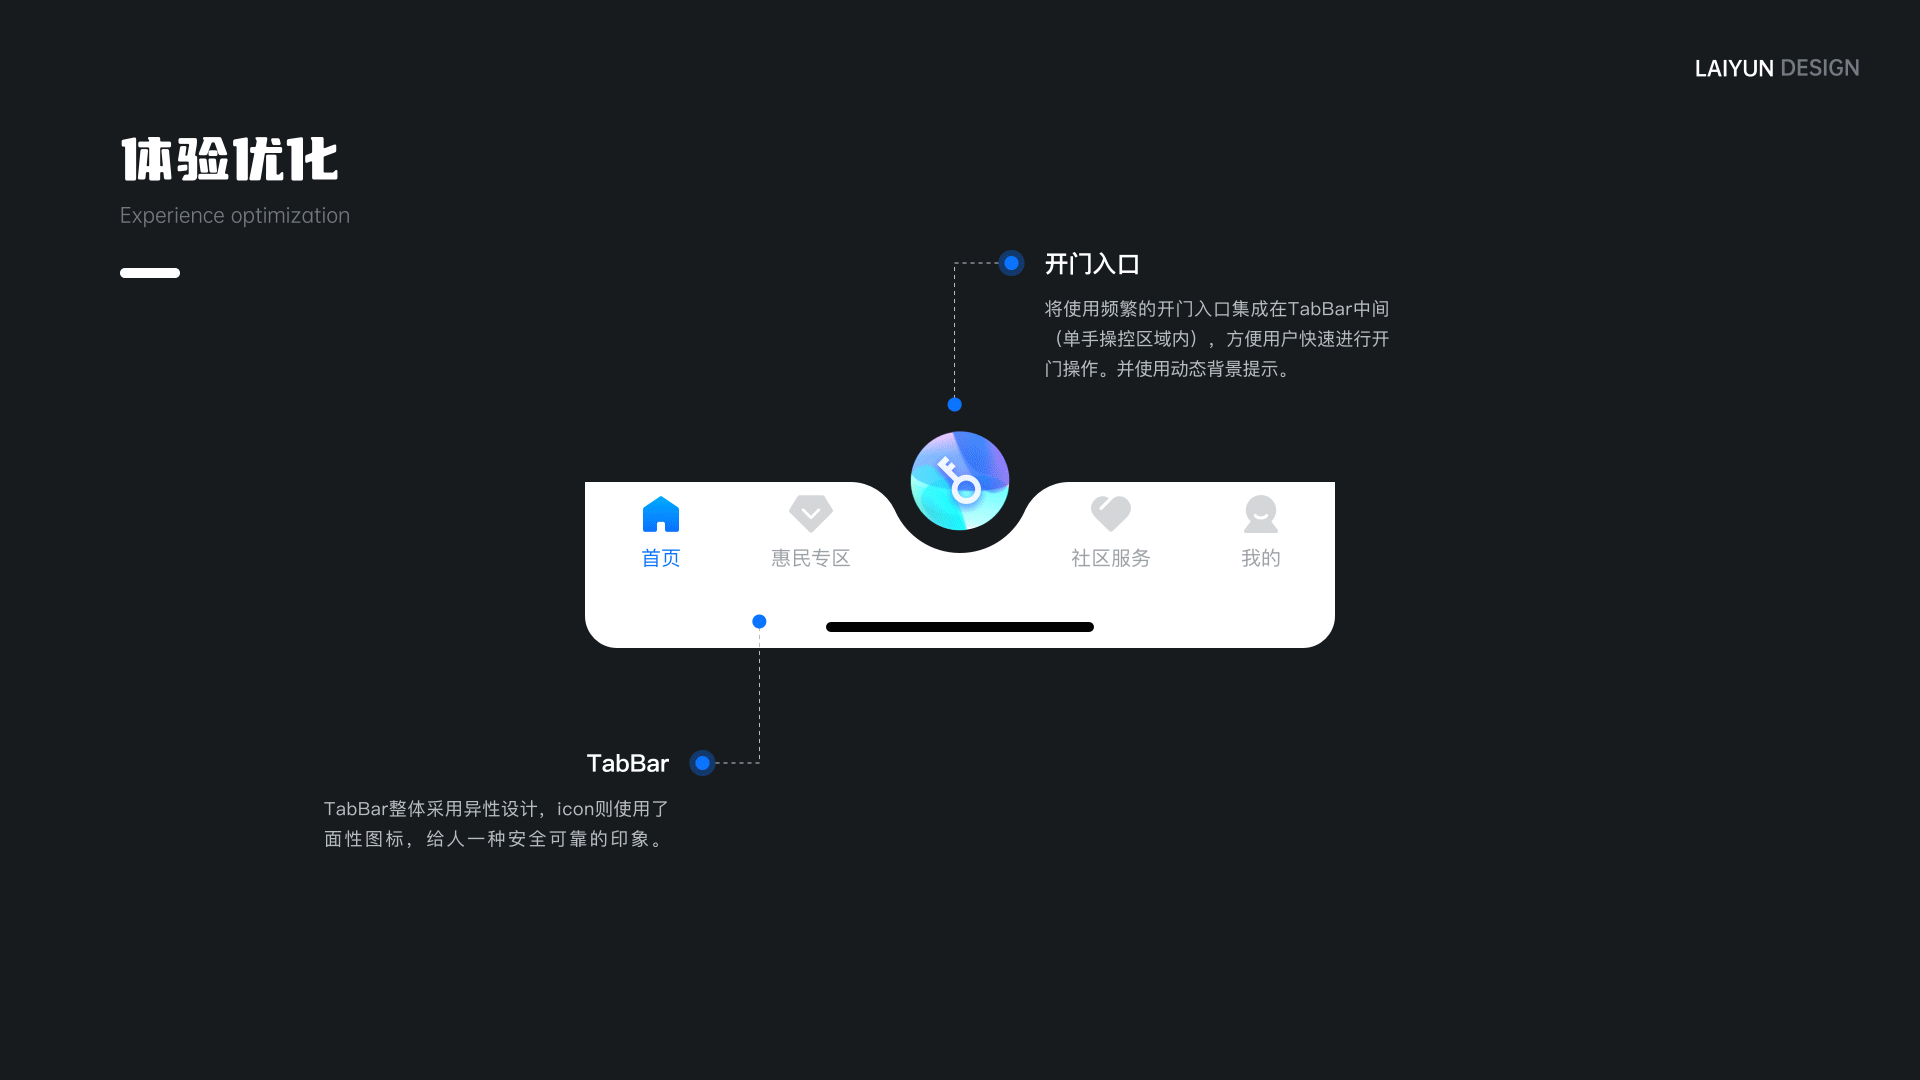 LAIYUN DESIGN
体验优化
Experience optimization
开门入口
将使用频繁的开门入口集成在TabBar中间
（单手操控区域内），方便用户快速进行开
门操作。并使用动态背景提示。
首页
惠民专区
社区服务
我的
TabBar
TabBar整体采用异性设计，icon则使用了
面性图标，给人一种安全可靠的印象。